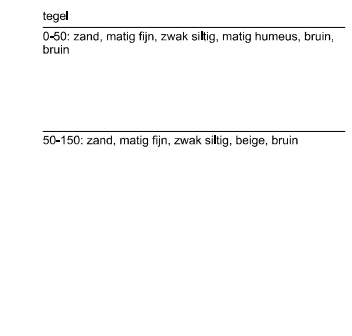 tegel
0-50: zand, matig fijn, zwak siltig, matig humeus, bruin,
bruin
50-150: zand, matig fijn, zwak siltig, beige, bruin